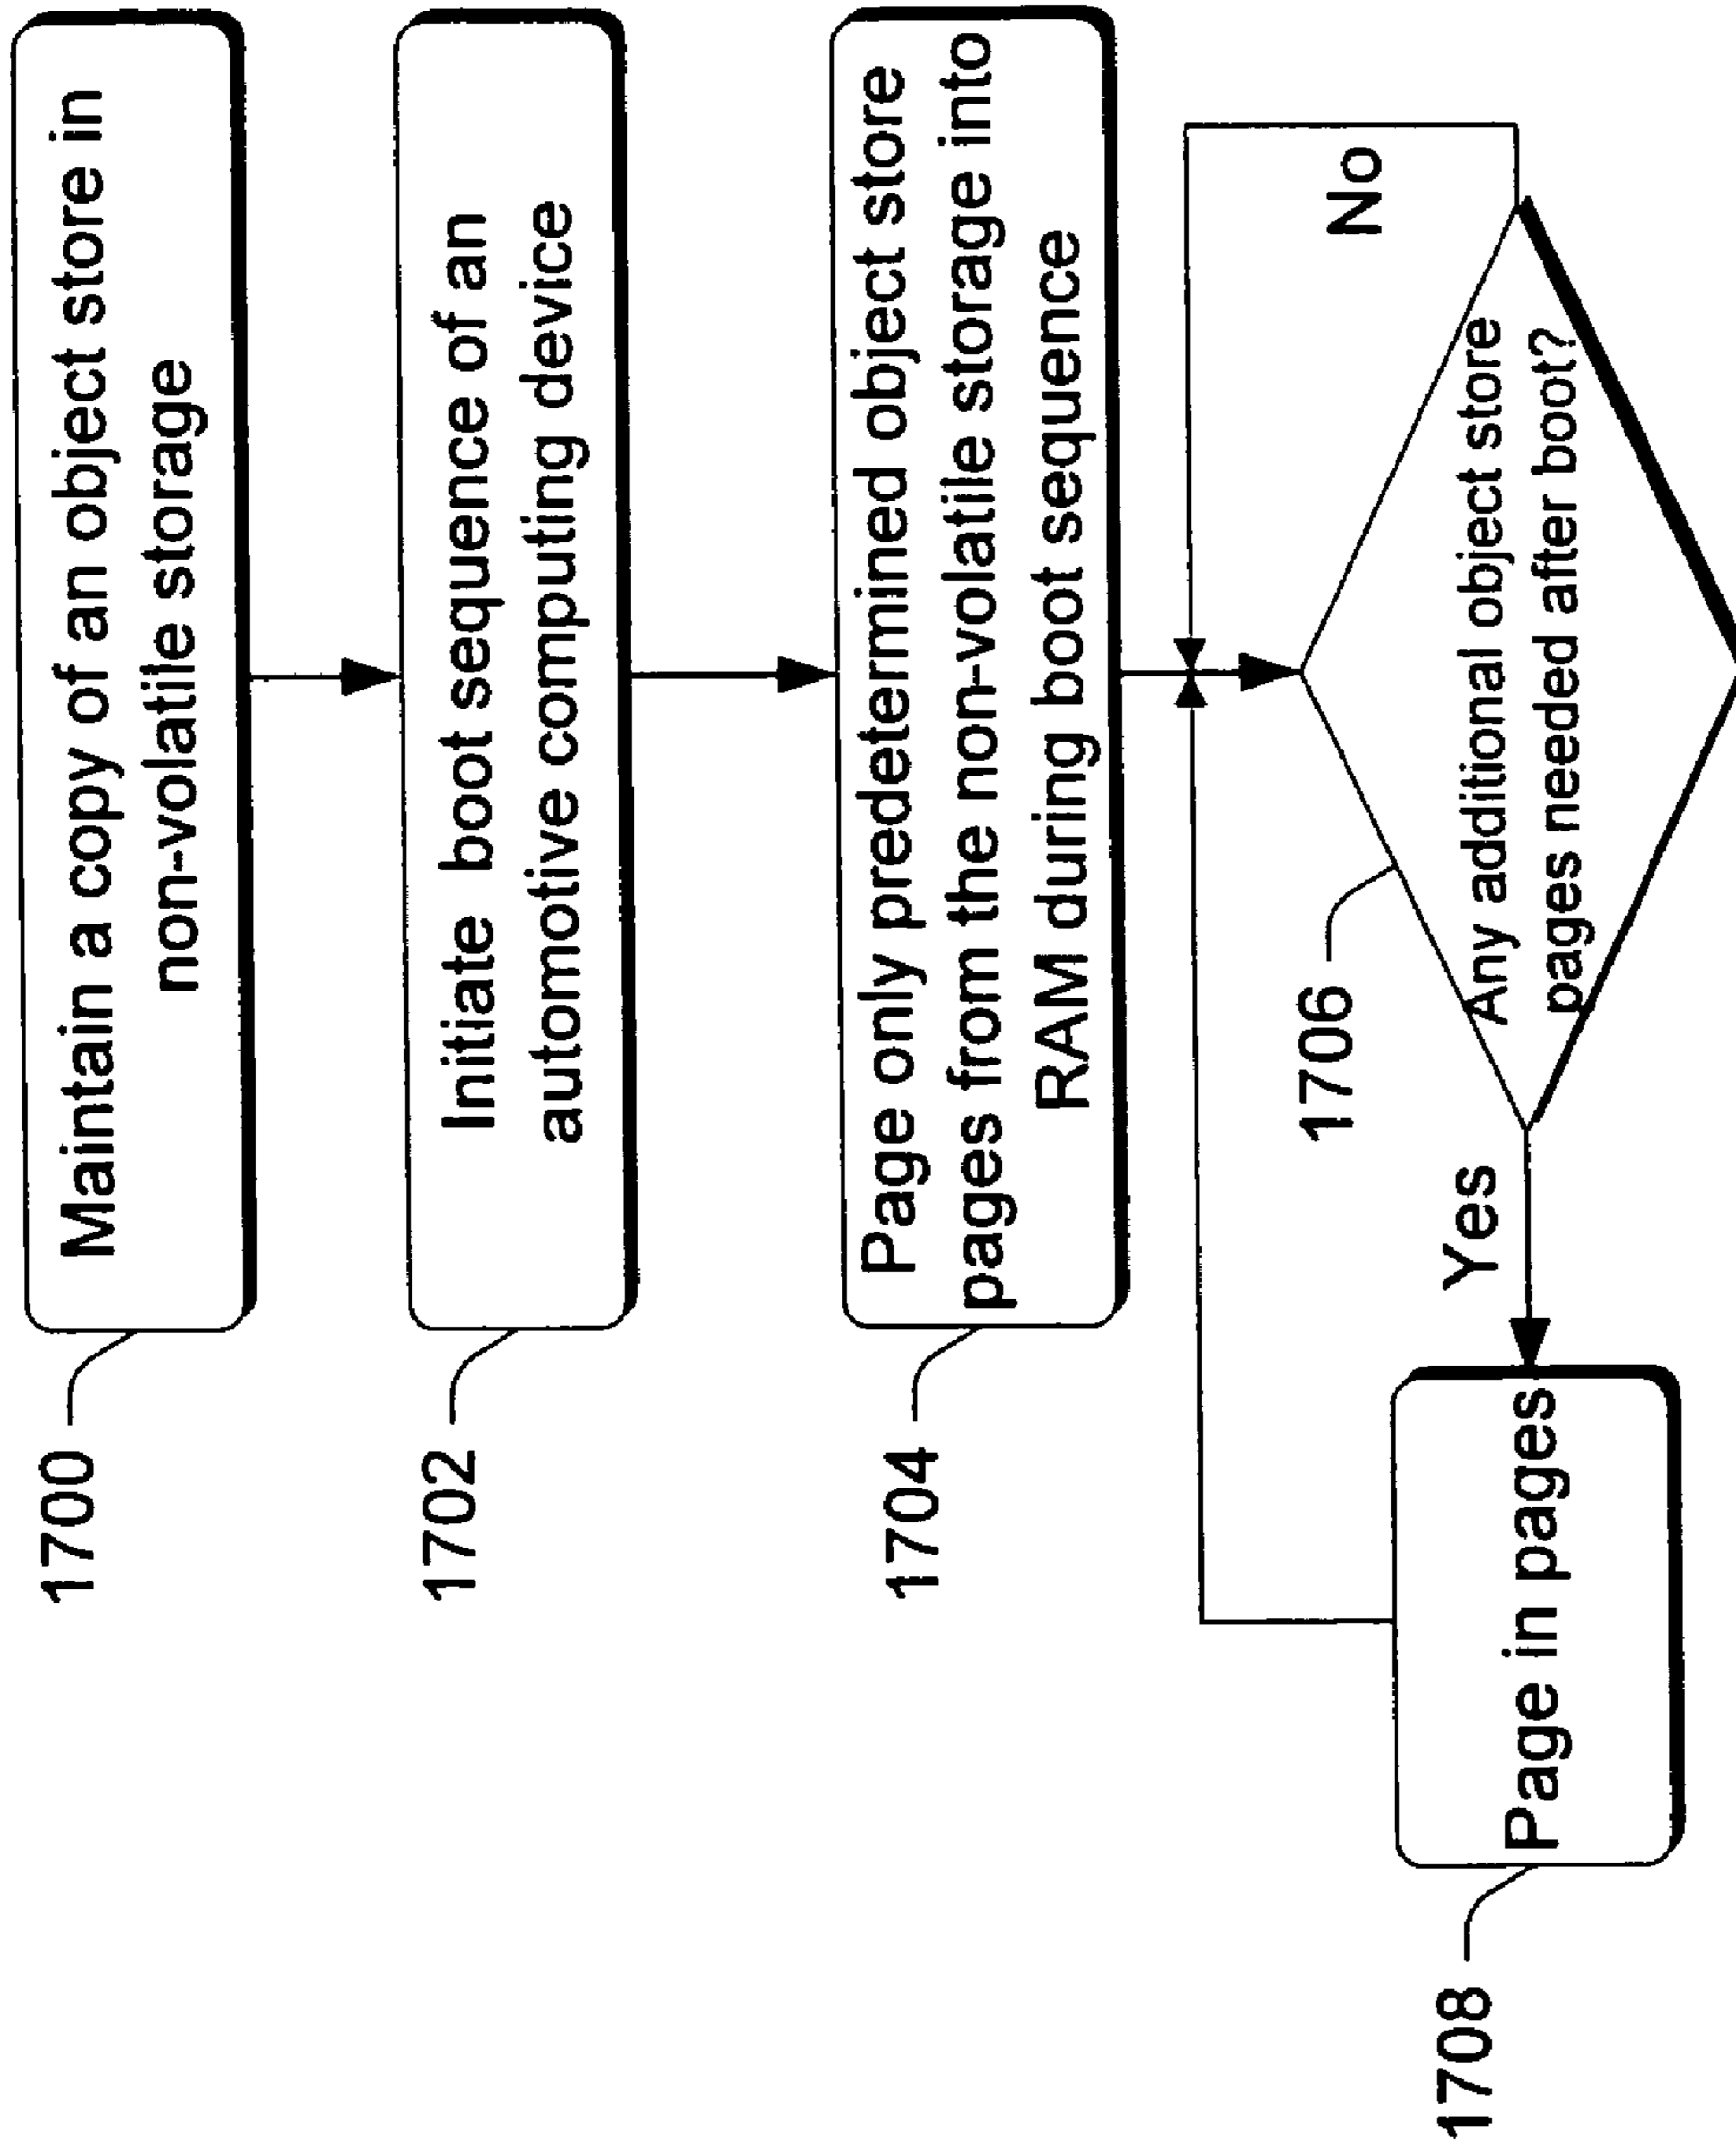 1700
Maintain a copy of an object store in
non-volatile storage
1702
Initiate boot sequence of an
automotive computing device
1704
Page only predetermined object store
pages from the non-volatile storage into
RAM during boot sequence
1706
Any additional object store
pages needed after boot?
No
Yes
1708
Page in pages